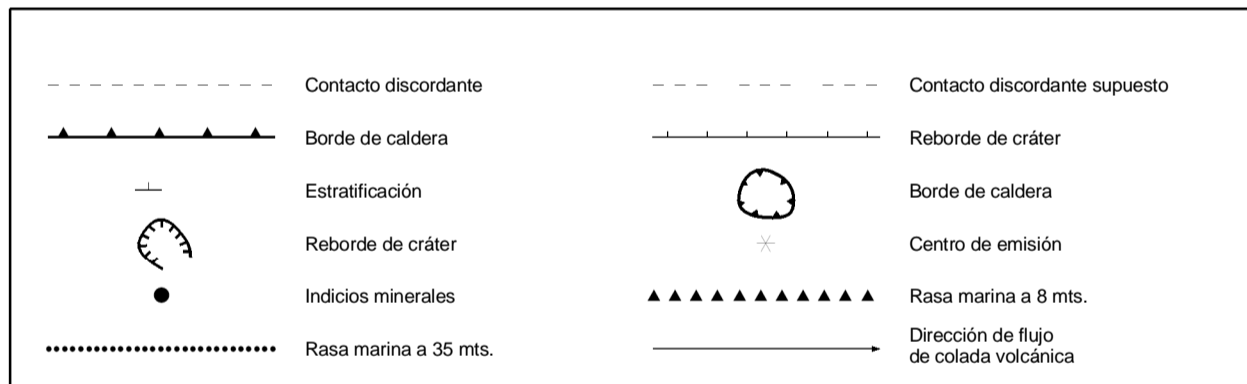 Contacto discordante
Borde de caldera
Estratificación
Reborde de cráter
Indicios minerales
Rasa marina a 35 mts.
Contacto discordante supuesto
Reborde de cráter
Borde de caldera
Centro de emisión
Rasa marina a 8 mts.
Dirección de flujo
de colada volcánica